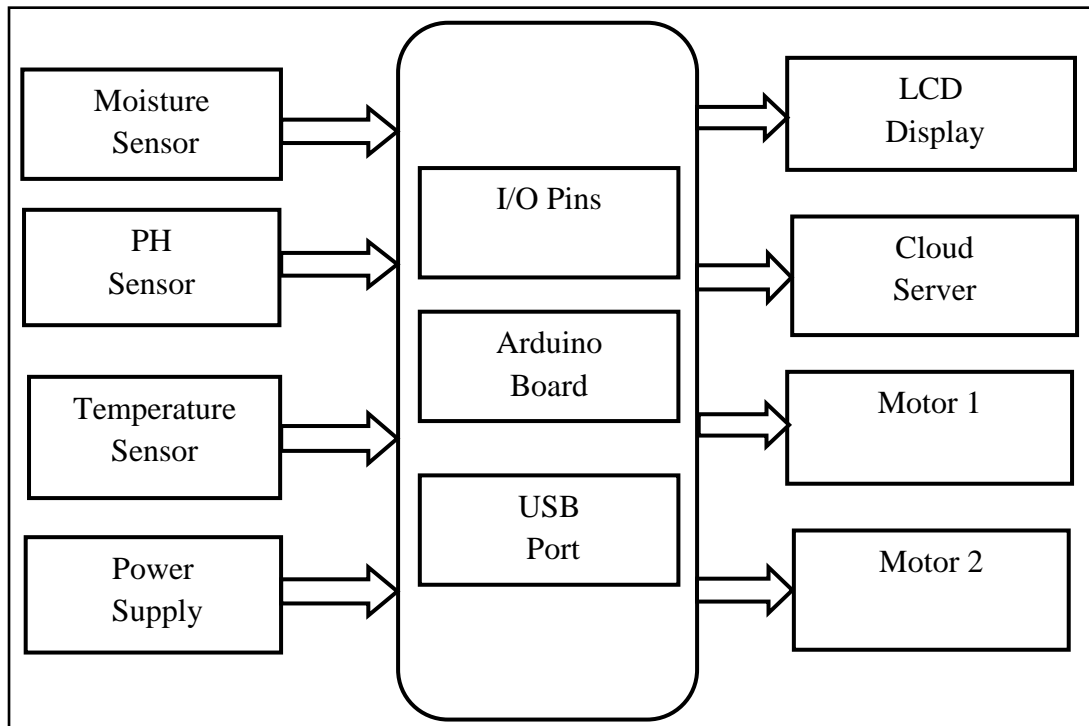 Moisture
Sensor
PH
Sensor
Temperature
Sensor
Power
Supply
I/O Pins
Arduino
Board
USB
Port
LCD
Display
Cloud
Server
Motor 1
Motor 2